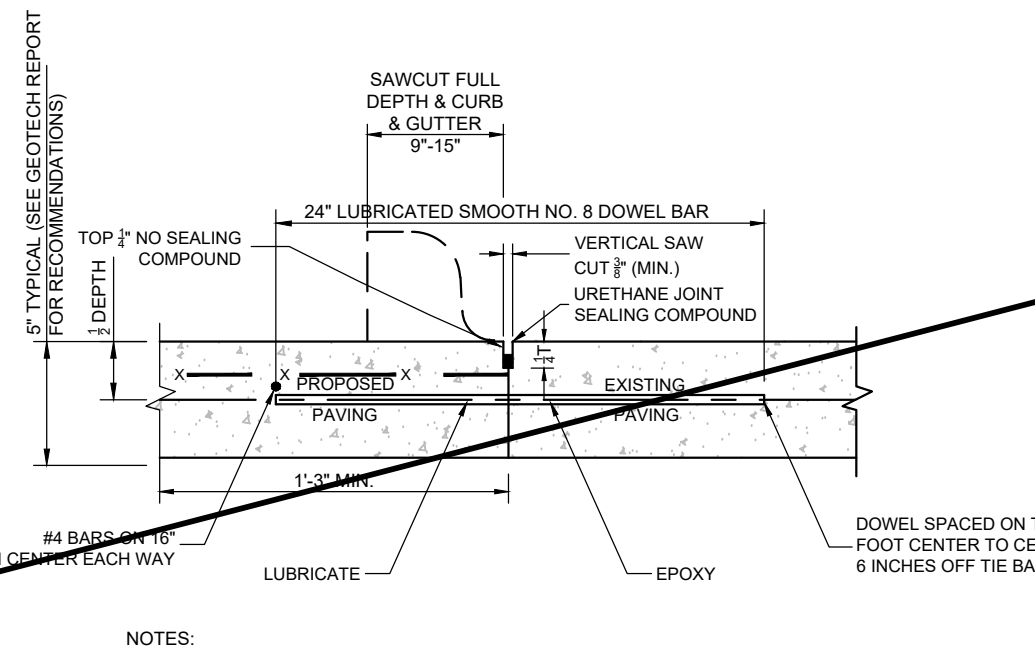 5" TYPICAL (SEE GEOTECH REPORT
FOR RECOMMENDATIONS)
1/2 DEPTH
SAWCUT FULL
DEPTH & CURB
& GUTTER
9"-15"
24" LUBRICATED SMOOTH NO. 8 DOWEL BAR
TOP 1/4" NO SEALING
COMPOUND
VERTICAL SAW
CUT 3/8" (MIN.)
URETHANE JOINT
SEALING COMPOUND
1/4T
X X X
PROPOSED
PAVING
EXISTING
PAVING
1'-3" MIN.
#4 BARS ON 16"
CENTER EACH WAY
LUBRICATE
EPOXY
DOWEL SPACED ON
FOOT CENTER TO
6 INCHES OFF TIE
NOTES: